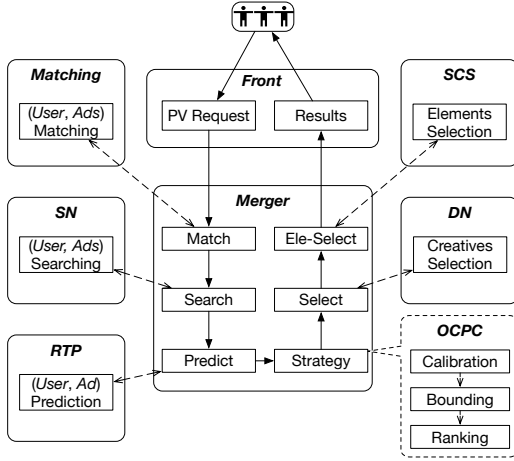 Matching
(User, Ads)
Matching
Front
PV Request
Results
SCS
Elements
Selection
SN
(User, Ads)
Searching
Merger
Match
Ele-Select
Search
Select
Predict
Strategy
DN
Creatives
Selection
RTP
(User, Ad)
Prediction
OCPC
Calibration
Bounding
Ranking